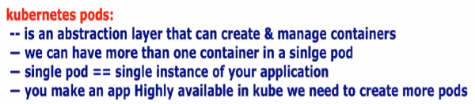 kubernetes pods:
-- is an abstraction layer that can create & manage containers
– we can have more than one container in a sinlge pod
– single pod == single instance of your application
– you make an app Highly available in kube we need to create more pods